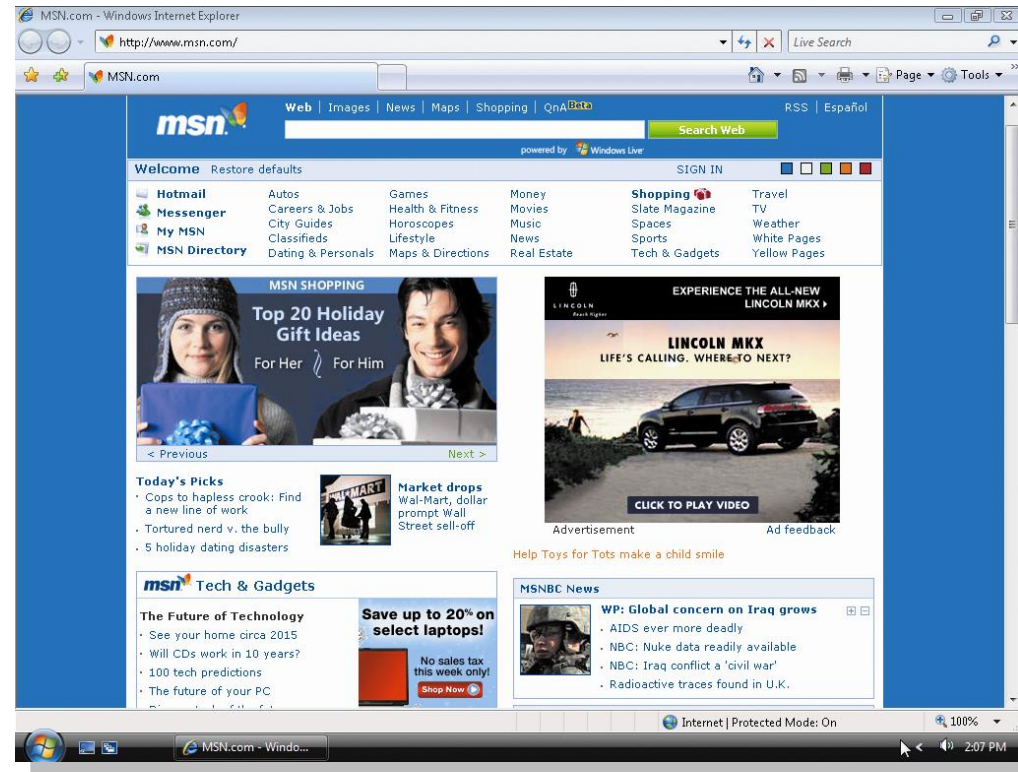 MSN.com - Windows Internet Explorer
http://www.msn.com/
Live Search
MSN.com
Page
Tools
msn
Web | Images | News | Maps | Shopping | QnA Beta
RSS | Español
Search Web
powered by Windows Live
Welcome Restore defaults
SIGN IN
Hotmail
Messenger
My MSN
MSN Directory
Autos
Careers & Jobs
City Guides
Classifieds
Dating & Personals
Games
Health & Fitness
Horoscopes
Lifestyle
Maps & Directions
Money
Movies
Music
News
Real Estate
Shopping
Slate Magazine
Spaces
Sports
Tech & Gadgets
Travel
TV
Weather
White Pages
Yellow Pages
MSN SHOPPING
Top 20 Holiday
Gift Ideas
For Her
For Him
< Previous
Next >
LINCOLN
Reach Higher
EXPERIENCE THE ALL-NEW
LINCOLN MKX
LINCOLN MKX
LIFE'S CALLING. WHERE TO NEXT?
CLICK TO PLAY VIDEO
Advertisement
Ad feedback
Today's Picks
Cops to hapless crook: Find
a new line of work
Tortured nerd v. the bully
5 holiday dating disasters
WAL-MART
Market drops
Wal-Mart, dollar
prompt Wall
Street sell-off
Help Toys for Tots make a child smile
msn Tech & Gadgets
The Future of Technology
See your home circa 2015
Will CDs work in 10 years?
100 tech predictions
The future of your PC
Save up to 20% on
select laptops!
No sales tax
this week only!
Shop Now
MSNBC News
WP: Global concern on Iraq grows
AIDS ever more deadly
NBC: Nuke data readily available
NBC: Iraq conflict a 'civil war'
Radioactive traces found in U.K.
Internet | Protected Mode: On
100%
MSN.com - Windo...
2:07 PM